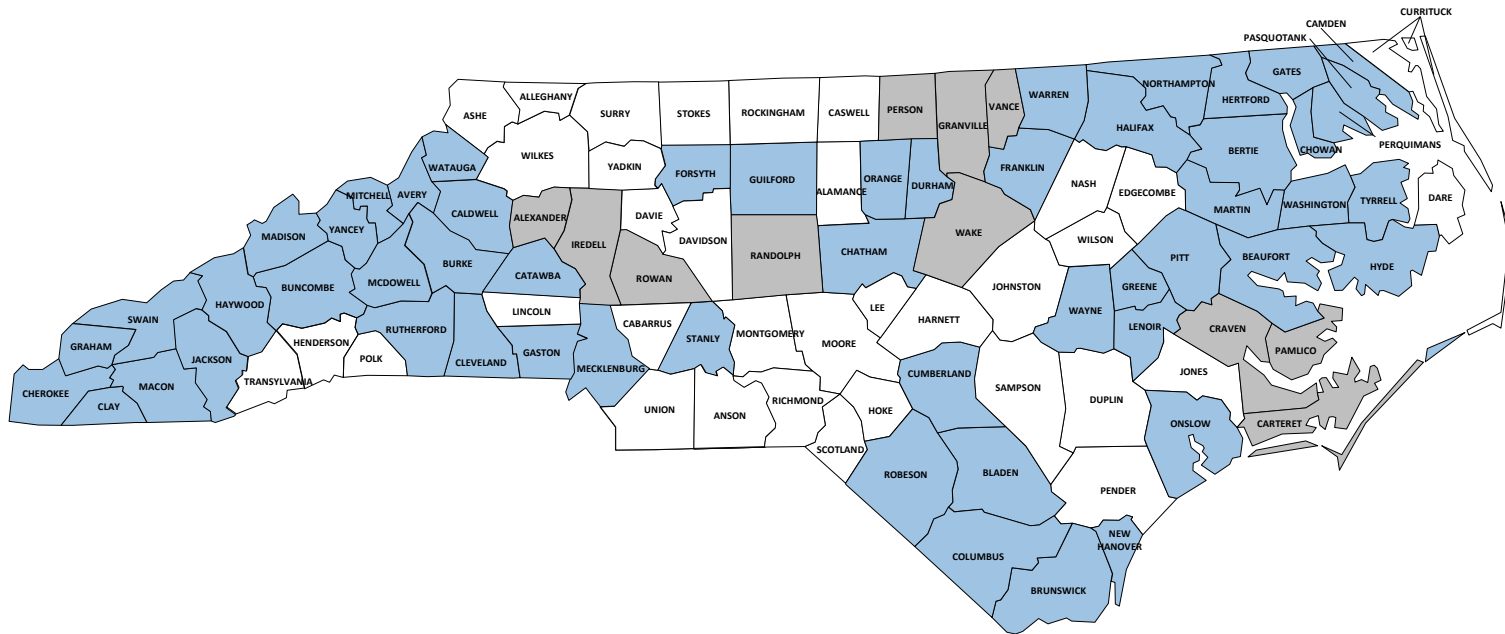 CURRITUCK
CAMDEN
PASQUOTANK
GATES
NORTHAMPTON
ALLEGHANY
WARREN
HERTFORD
VANCE
PERSON
SURRY
STOKES
ROCKINGHAM
CASWELL
ASHE
GRANVILLE
HALIFAX
PERQUIMANS
CHOWAN
BERTIE
WILKES
YADKIN
WATAUGA
FORSYTH
GUILFORD
ALAMANCE
ORANGE
DURHAM
FRANKLIN
NASH
EDGECOMBE
MITCHELL
AVERY
DARE
TYRRELL
WASHINGTON
MARTIN
CALDWELL
ALEXANDER
DAVIE
YANCEY
MADISON
IREDELL
DAVIDSON
WAKE
WILSON
RANDOLPH
CHATHAM
PITT
BEAUFORT
HYDE
BURKE
CATAWBA
ROWAN
MCDOWELL
BUNCOMBE
HAYWOOD
JOHNSTON
GREENE
WAYNE
SWAIN
LINCOLN
LEE
HARNETT
CABARRUS
LENOIR
CRAVEN
RUTHERFORD
MONTGOMERY
STANLY
MOORE
HENDERSON
GRAHAM
PAMLICO
GASTON
POLK
JACKSON
CLEVELAND
MECKLENBURG
JONES
CUMBERLAND
TRANSYLVANIA
MACON
CHEROKEE
SAMPSON
DUPLIN
RICHMOND
CLAY
UNION
ANSON
HOKE
ONSLOW
CARTERET
SCOTLAND
ROBESON
BLADEN
PENDER
NEW
HANOVER
COLUMBUS
BRUNSWICK